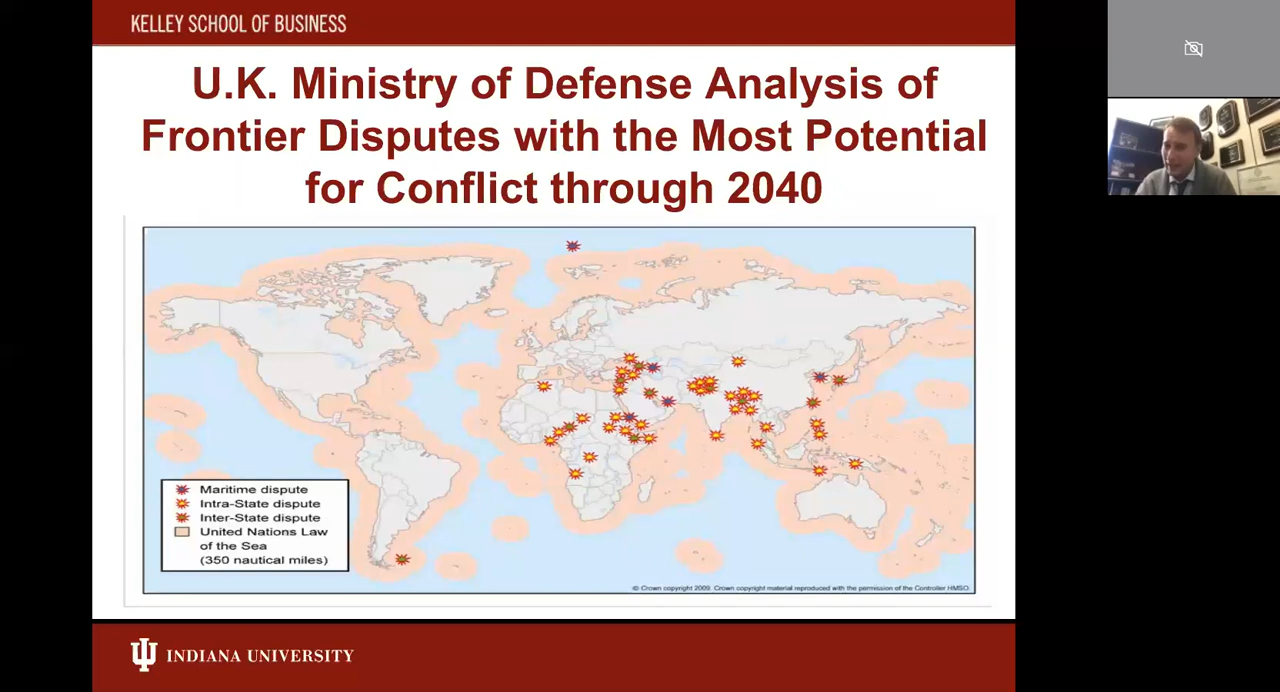 KELLEY SCHOOL OF BUSINESS
U.K. Ministry of Defense Analysis of
Frontier Disputes with the Most Potential
for Conflict through 2040
Maritime dispute
Intra-State dispute
Inter-State dispute
United Nations Law
of the Sea
(350 nautical miles)
© Crown copyright 2009. Crown copyright material reproduced with the permission of the Controller HMSO.
INDIANA UNIVERSITY